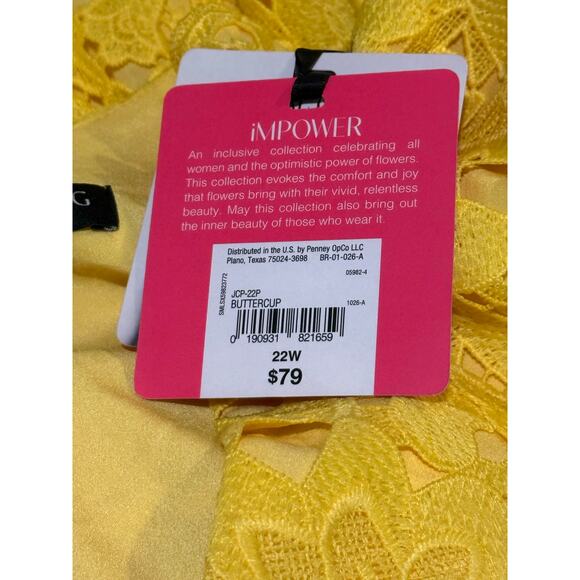 iMPOWER
An inclusive collection celebrating all
women and the optimistic power of flowers.
This collection evokes the comfort and joy
that flowers bring with their vivid, relentless
beauty. May this collection also bring out
the inner beauty of those who wear it.
Distributed in the U.S. by Penney OpCo LLC
Plano, Texas 75024-3698 BR-01-026-A
05982-4
SMLSX59823772
JCP-22P
BUTTERCUP 1026-A
0 190931 821659
22W
$79
G